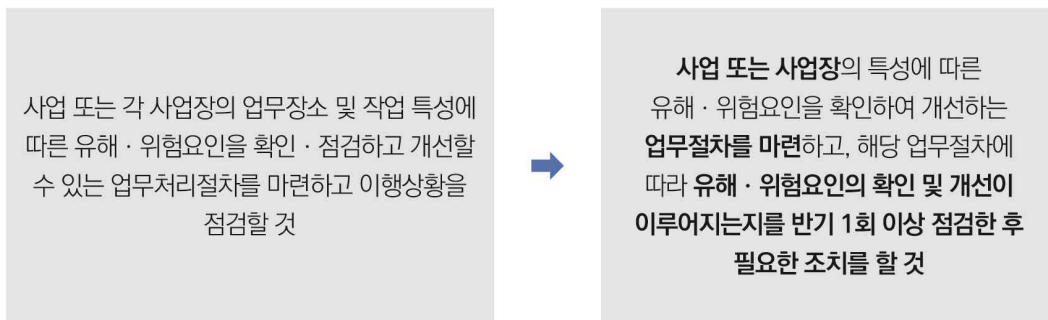 사업 또는 각 사업장의 업무장소 및 작업 특성에
따른 유해 · 위험요인을 확인 · 점검하고 개선할
수 있는 업무처리절차를 마련하고 이행상황을
점검할 것
사업 또는 사업장의 특성에 따른
유해 · 위험요인을 확인하여 개선하는
업무절차를 마련하고, 해당 업무절차에
따라 유해 · 위험요인의 확인 및 개선이
이루어지는지를 반기 1회 이상 점검한 후
필요한 조치를 할 것